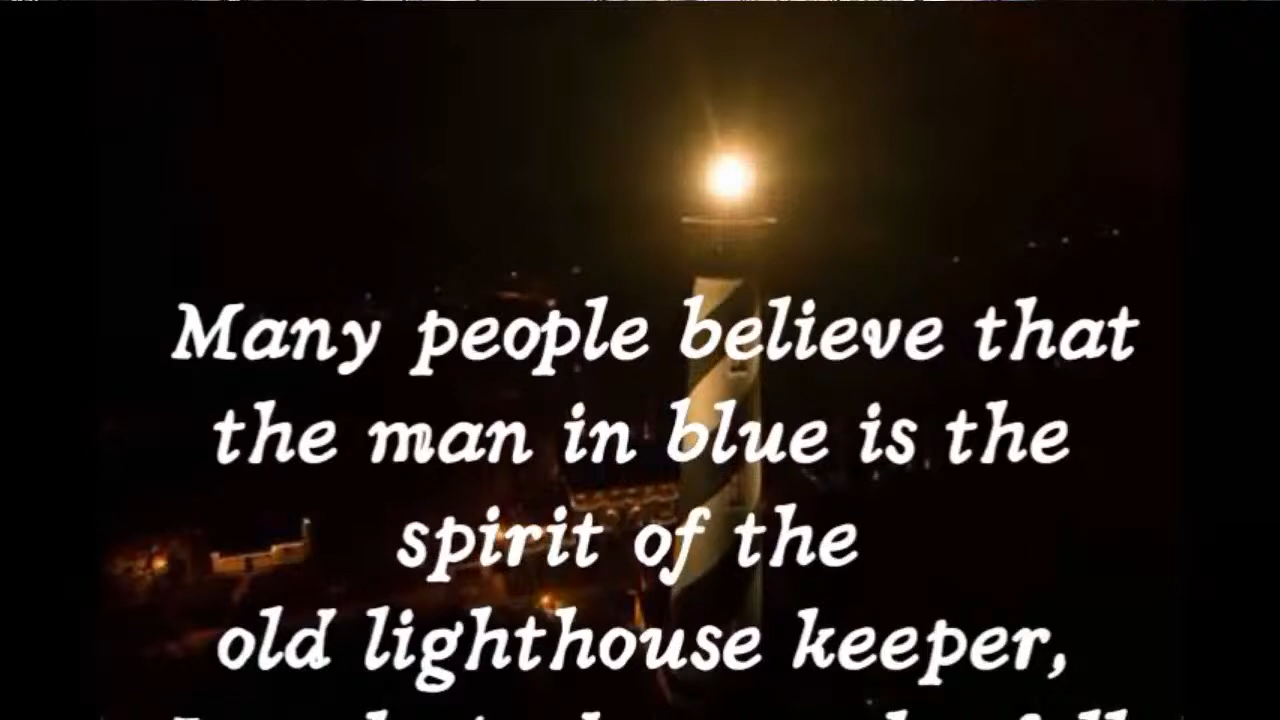 Many people believe that
the man in blue is the
spirit of the
old lighthouse keeper,